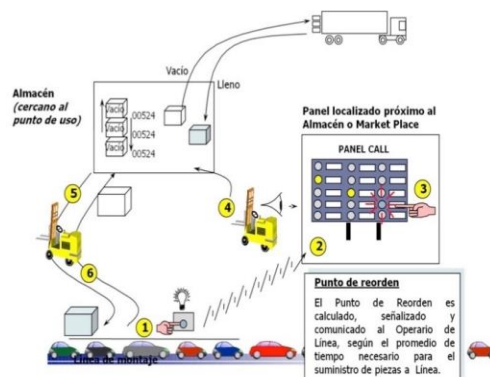 Vacío
Lleno
Almacén
(cercano al
punto de uso)
Vacío
.00524
Vacío
.00524
Vacío
00524
Panel localizado próximo al
Almacén o Market Place
PANEL CALL
5
4
3
2
6
1
Línea de montaje
Punto de reorden
El Punto de Reorden es
calculado, señalizado y
comunicado al Operario de
Línea, según el promedio de
tiempo necesario para el
suministro de piezas a Línea.